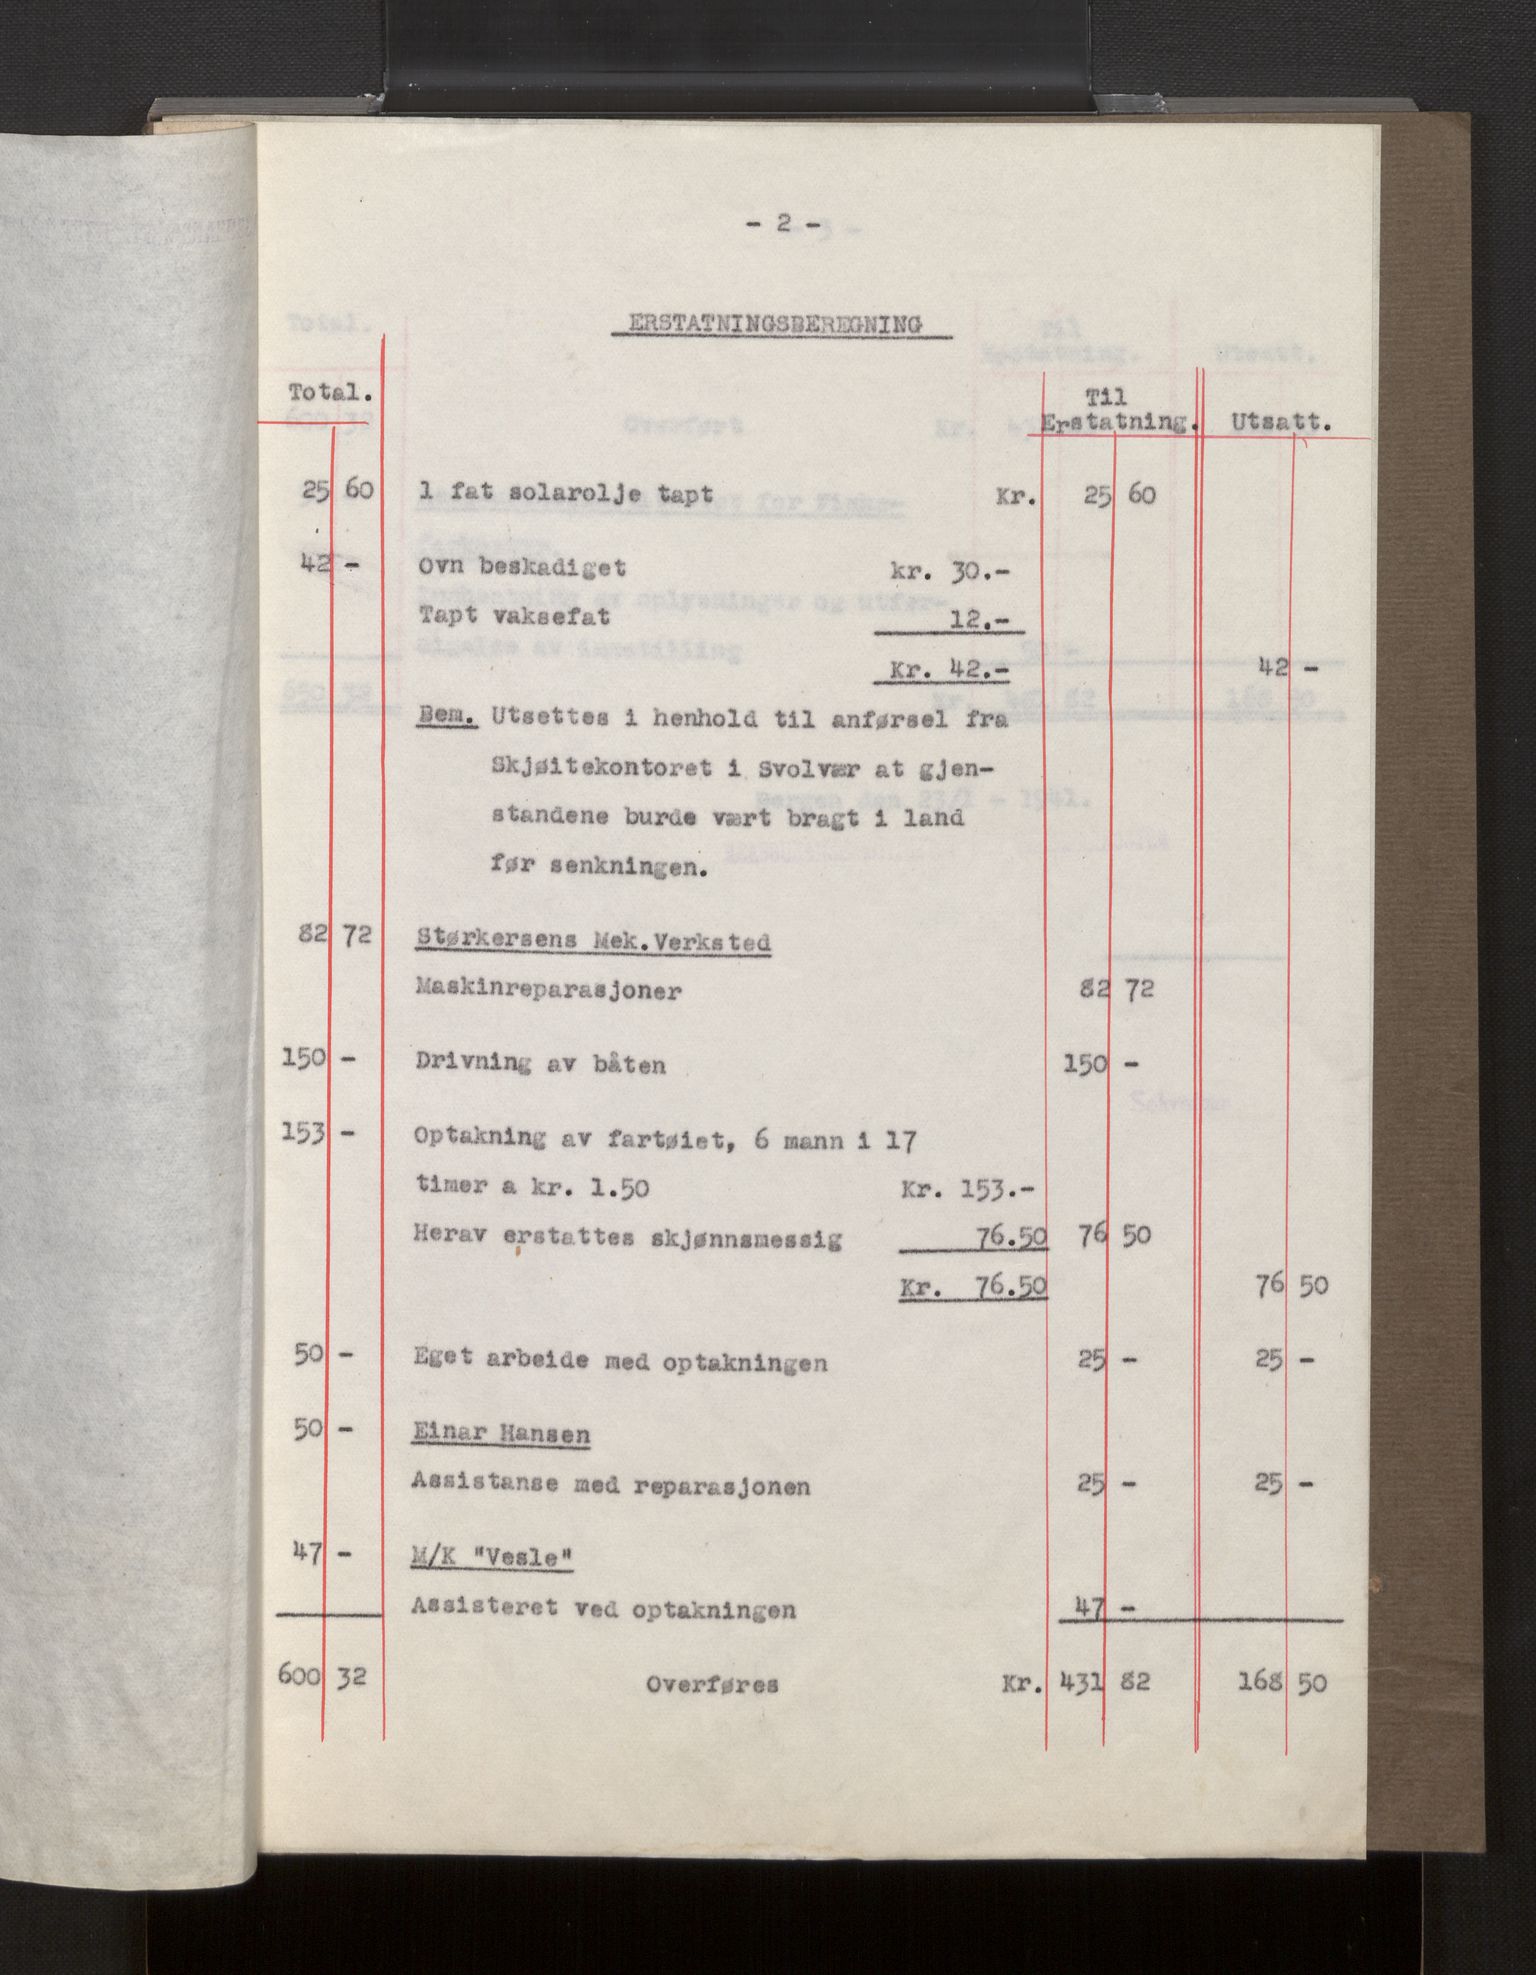 - 2 -
ERSTATNINGSBEREGNING
Total. Til
Erstatning. Utsatt.
25 60 1 fat solarolje tapt Kr. 25 60
42 - Ovn beskadiget kr. 30.-
Tapt vaksefat 12.-
Kr. 42.- 42 -
Bem. Utsettes i henhold til anførsel fra
Skjøitekontoret i Svolvær at gjen-
standene burde vært bragt i land
før senkningen.
82 72 Størkersens Mek.Verksted
Maskinreparasjoner 82 72
150 - Drivning av båten 150 -
153 - Optakning av fartøiet, 6 mann i 17
timer a kr. 1.50 Kr. 153.-
Herav erstattes skjønnsmessig 76.50 76 50
Kr. 76.50 76 50
50 - Eget arbeide med optakningen 25 - 25 -
50 - Einar Hansen
Assistanse med reparasjonen 25 - 25 -
47 - M/K "Vesle"
Assisteret ved optakningen 47 -
600 32 Overføres Kr. 431 82 168 50